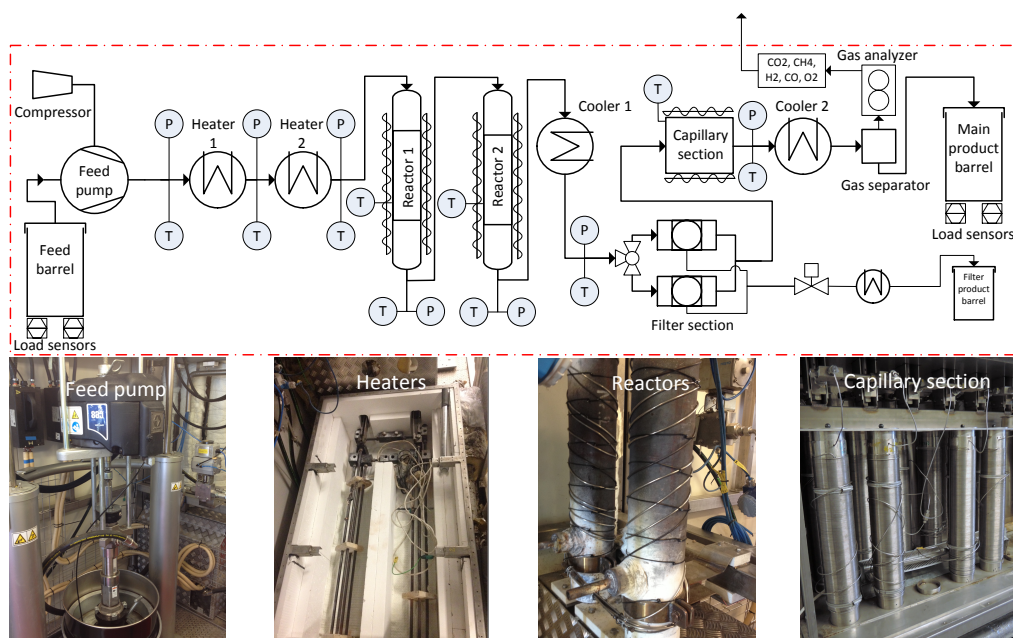 Compressor
Feed
pump
Feed
barrel
Load sensors
P
T
Heater
1
P
T
Heater
2
P
T
Reactor 1
T
T
P
Reactor 2
T
T
P
Cooler 1
P
T
Filter section
T
Capillary
section
P
T
Cooler 2
CO2, CH4,
H2, CO, O2
Gas analyzer
Gas separator
Main
product
barrel
Load sensors
Filter
product
barrel
Feed pump
Heaters
Reactors
Capillary section